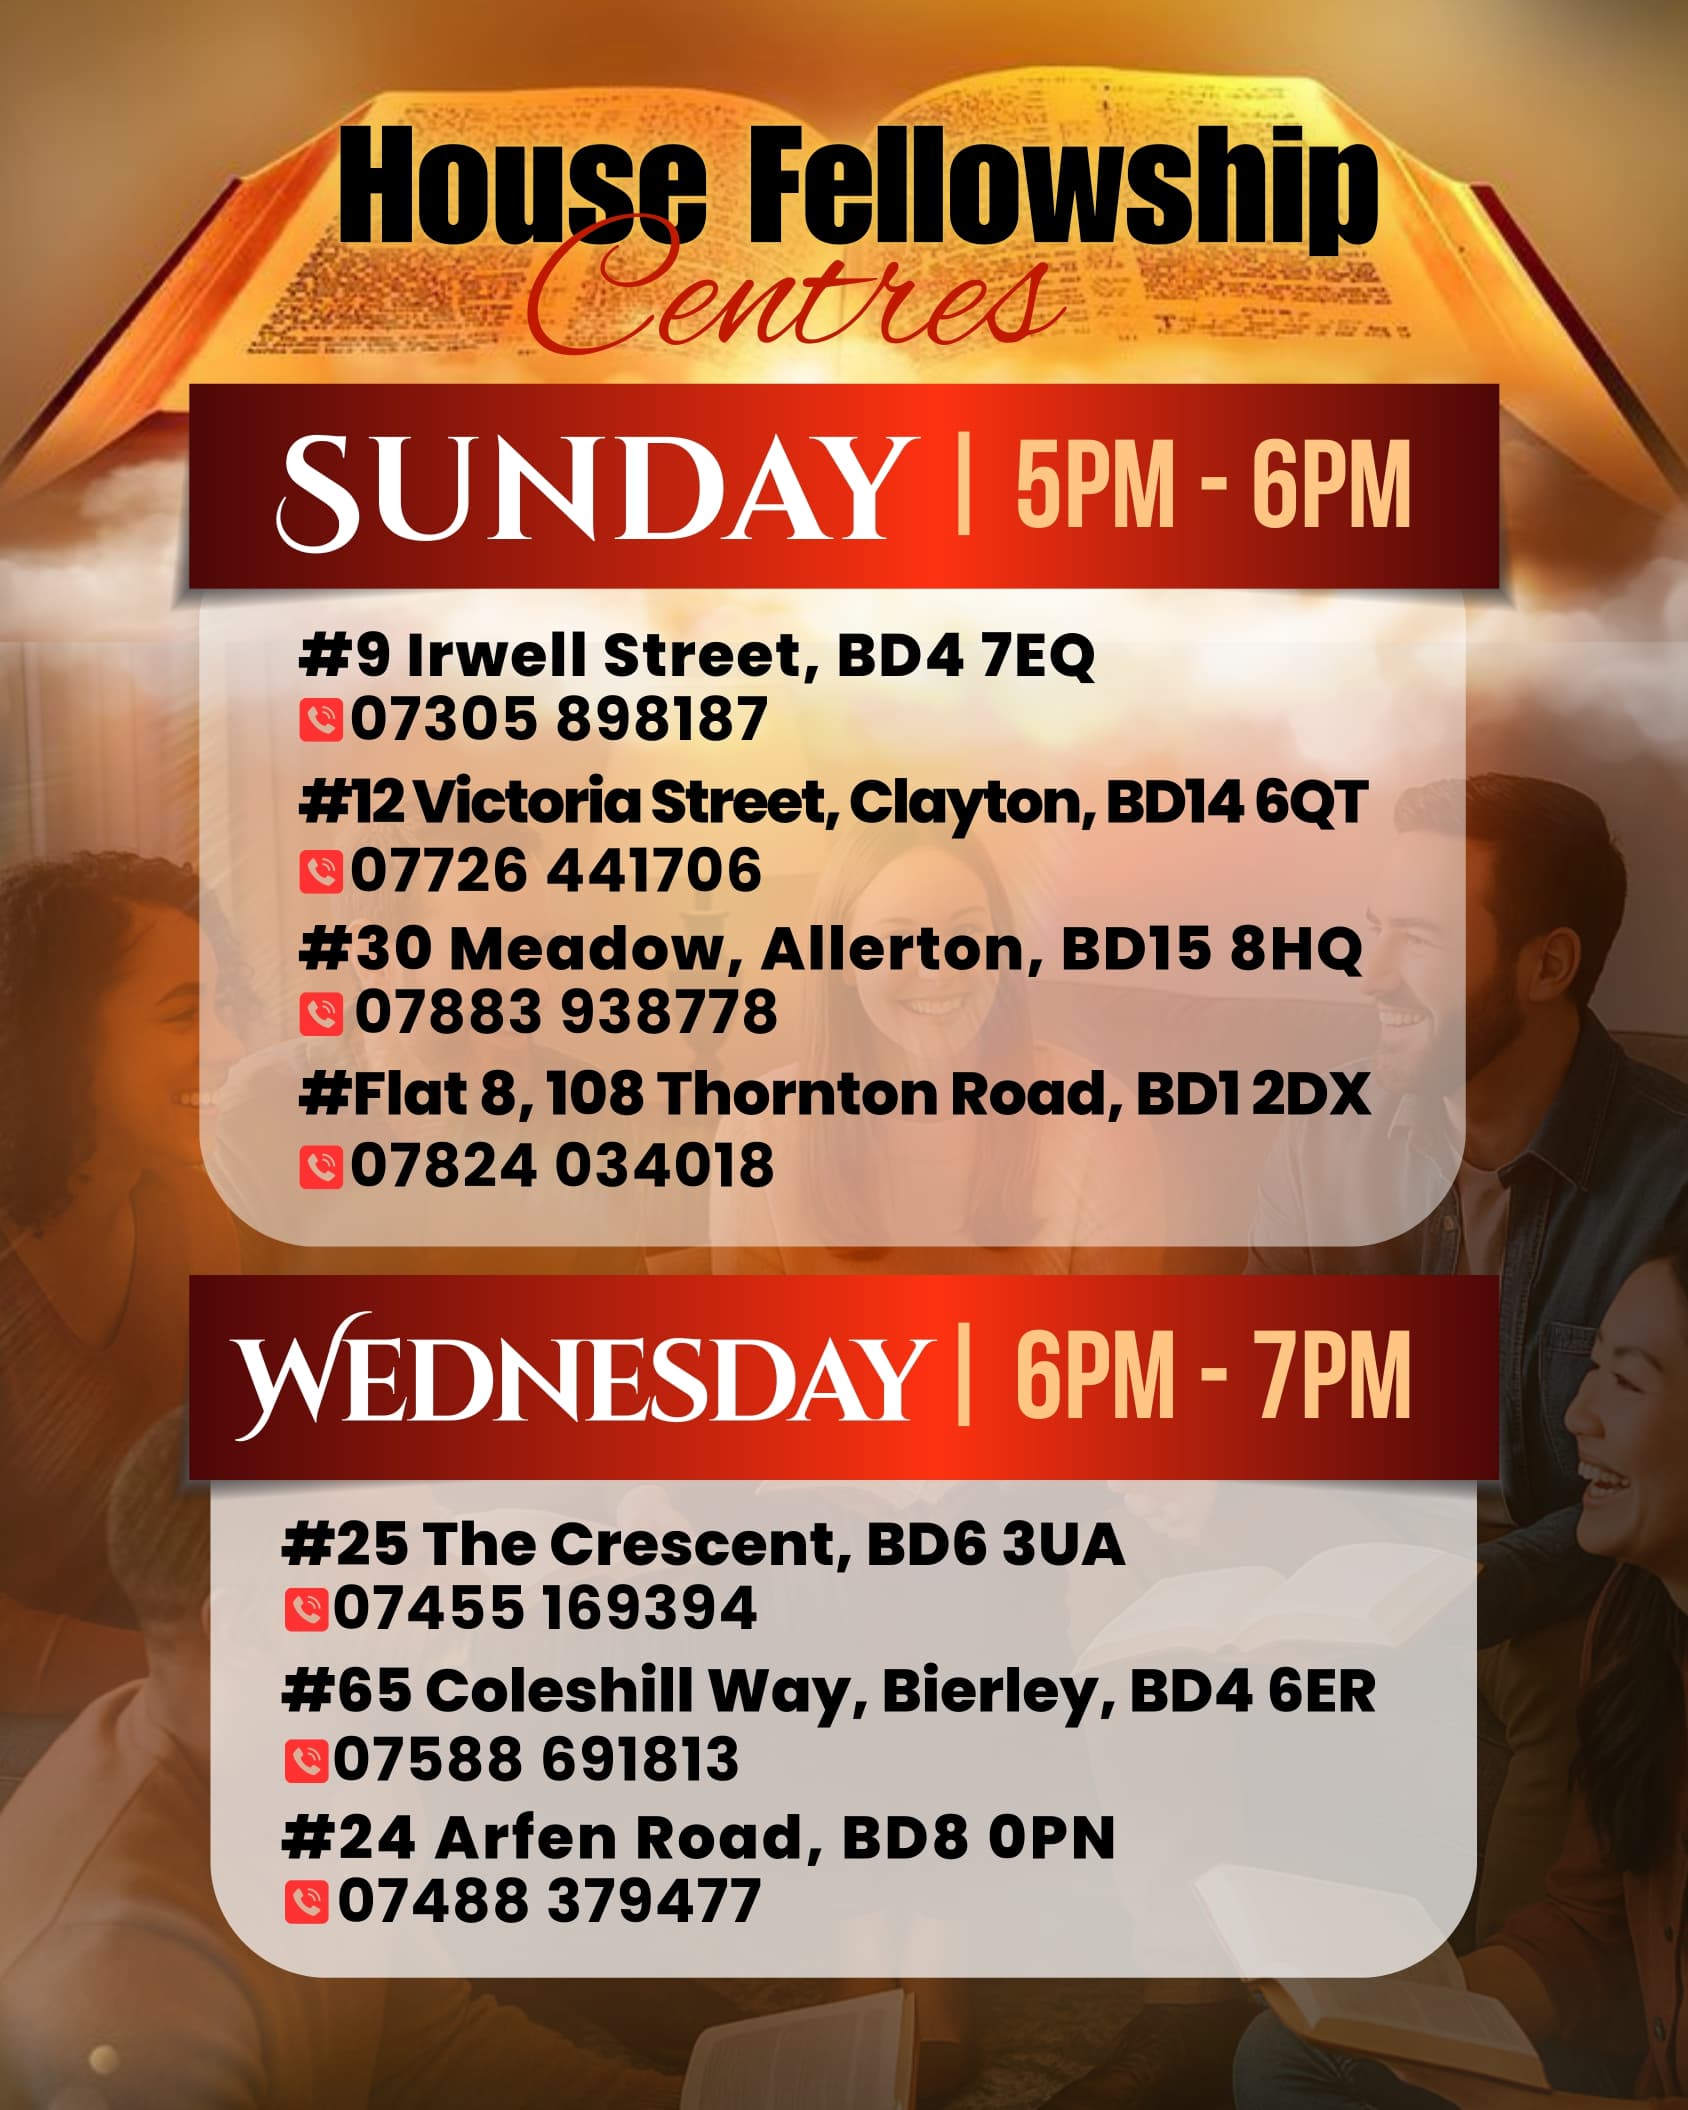 House Fellowship
Centres
SUNDAY | 5PM - 6PM
#9 Irwell Street, BD4 7EQ
07305 898187
#12 Victoria Street, Clayton, BD14 6QT
07726 441706
#30 Meadow, Allerton, BD15 8HQ
07883 938778
#Flat 8, 108 Thornton Road, BD1 2DX
07824 034018
WEDNESDAY | 6PM - 7PM
#25 The Crescent, BD6 3UA
07455 169394
#65 Coleshill Way, Bierley, BD4 6ER
07588 691813
#24 Arfen Road, BD8 0PN
07488 379477